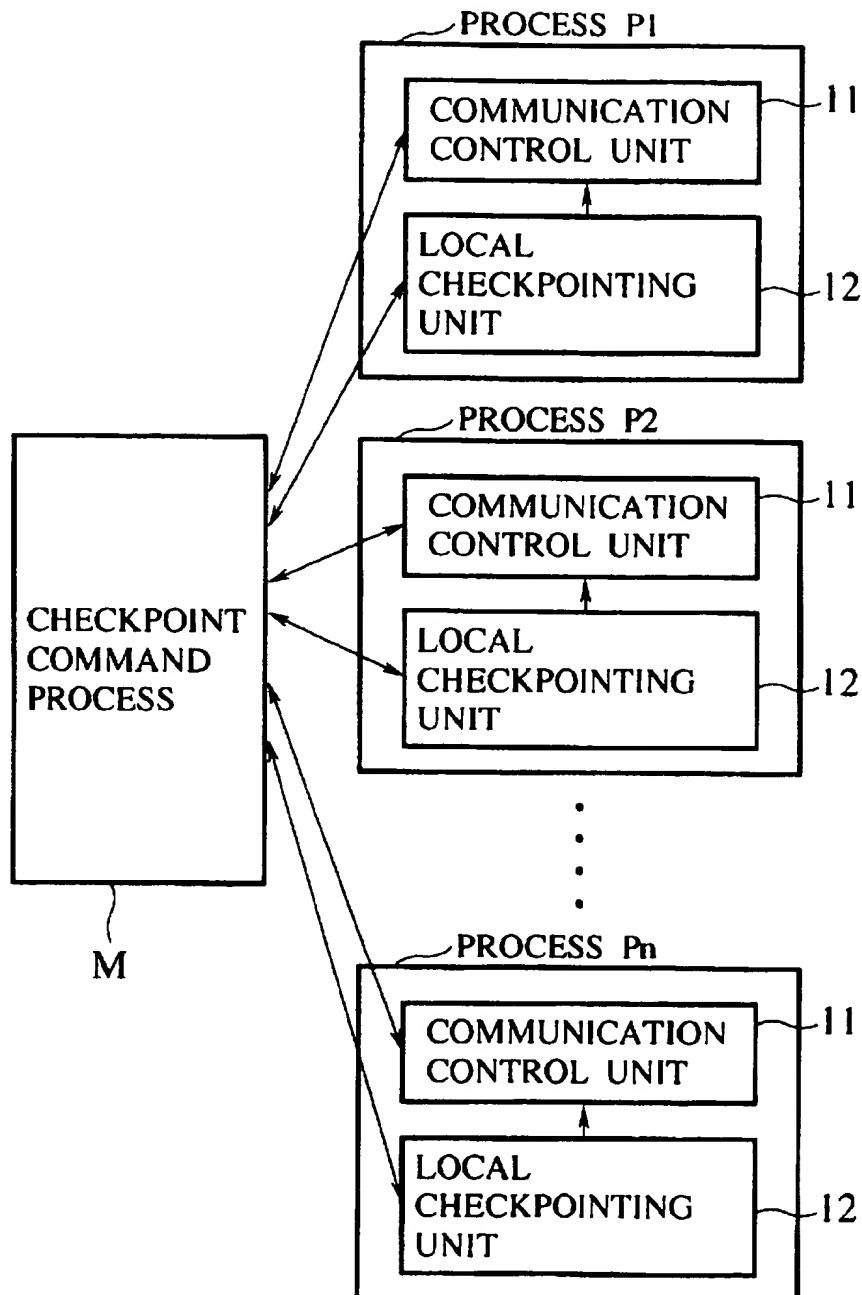 PROCESS P1
COMMUNICATION
CONTROL UNIT
11
LOCAL
CHECKPOINTING
UNIT
12
PROCESS P2
COMMUNICATION
CONTROL UNIT
11
LOCAL
CHECKPOINTING
UNIT
12
CHECKPOINT
COMMAND
PROCESS
M
PROCESS Pn
COMMUNICATION
CONTROL UNIT
11
LOCAL
CHECKPOINTING
UNIT
12